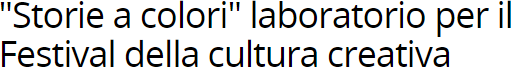 "Storie a colori" laboratorio per il
Festival della cultura creativa